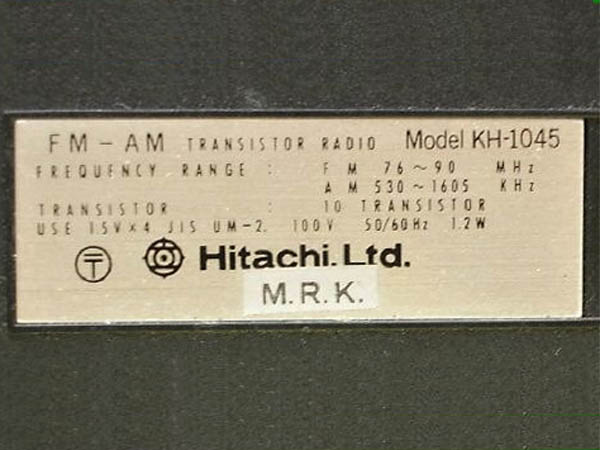 FM-AM TRANSISTOR RADIO Model KH-1045
FREQUENCY RANGE : FM 76~90 MHz
AM 530~1605 KHz
TRANSISTOR : 10 TRANSISTOR
USE 1.5V×4 JIS UM-2. 100V 50/60Hz 1.2W
〒 Hitachi.Ltd.
M.R.K.